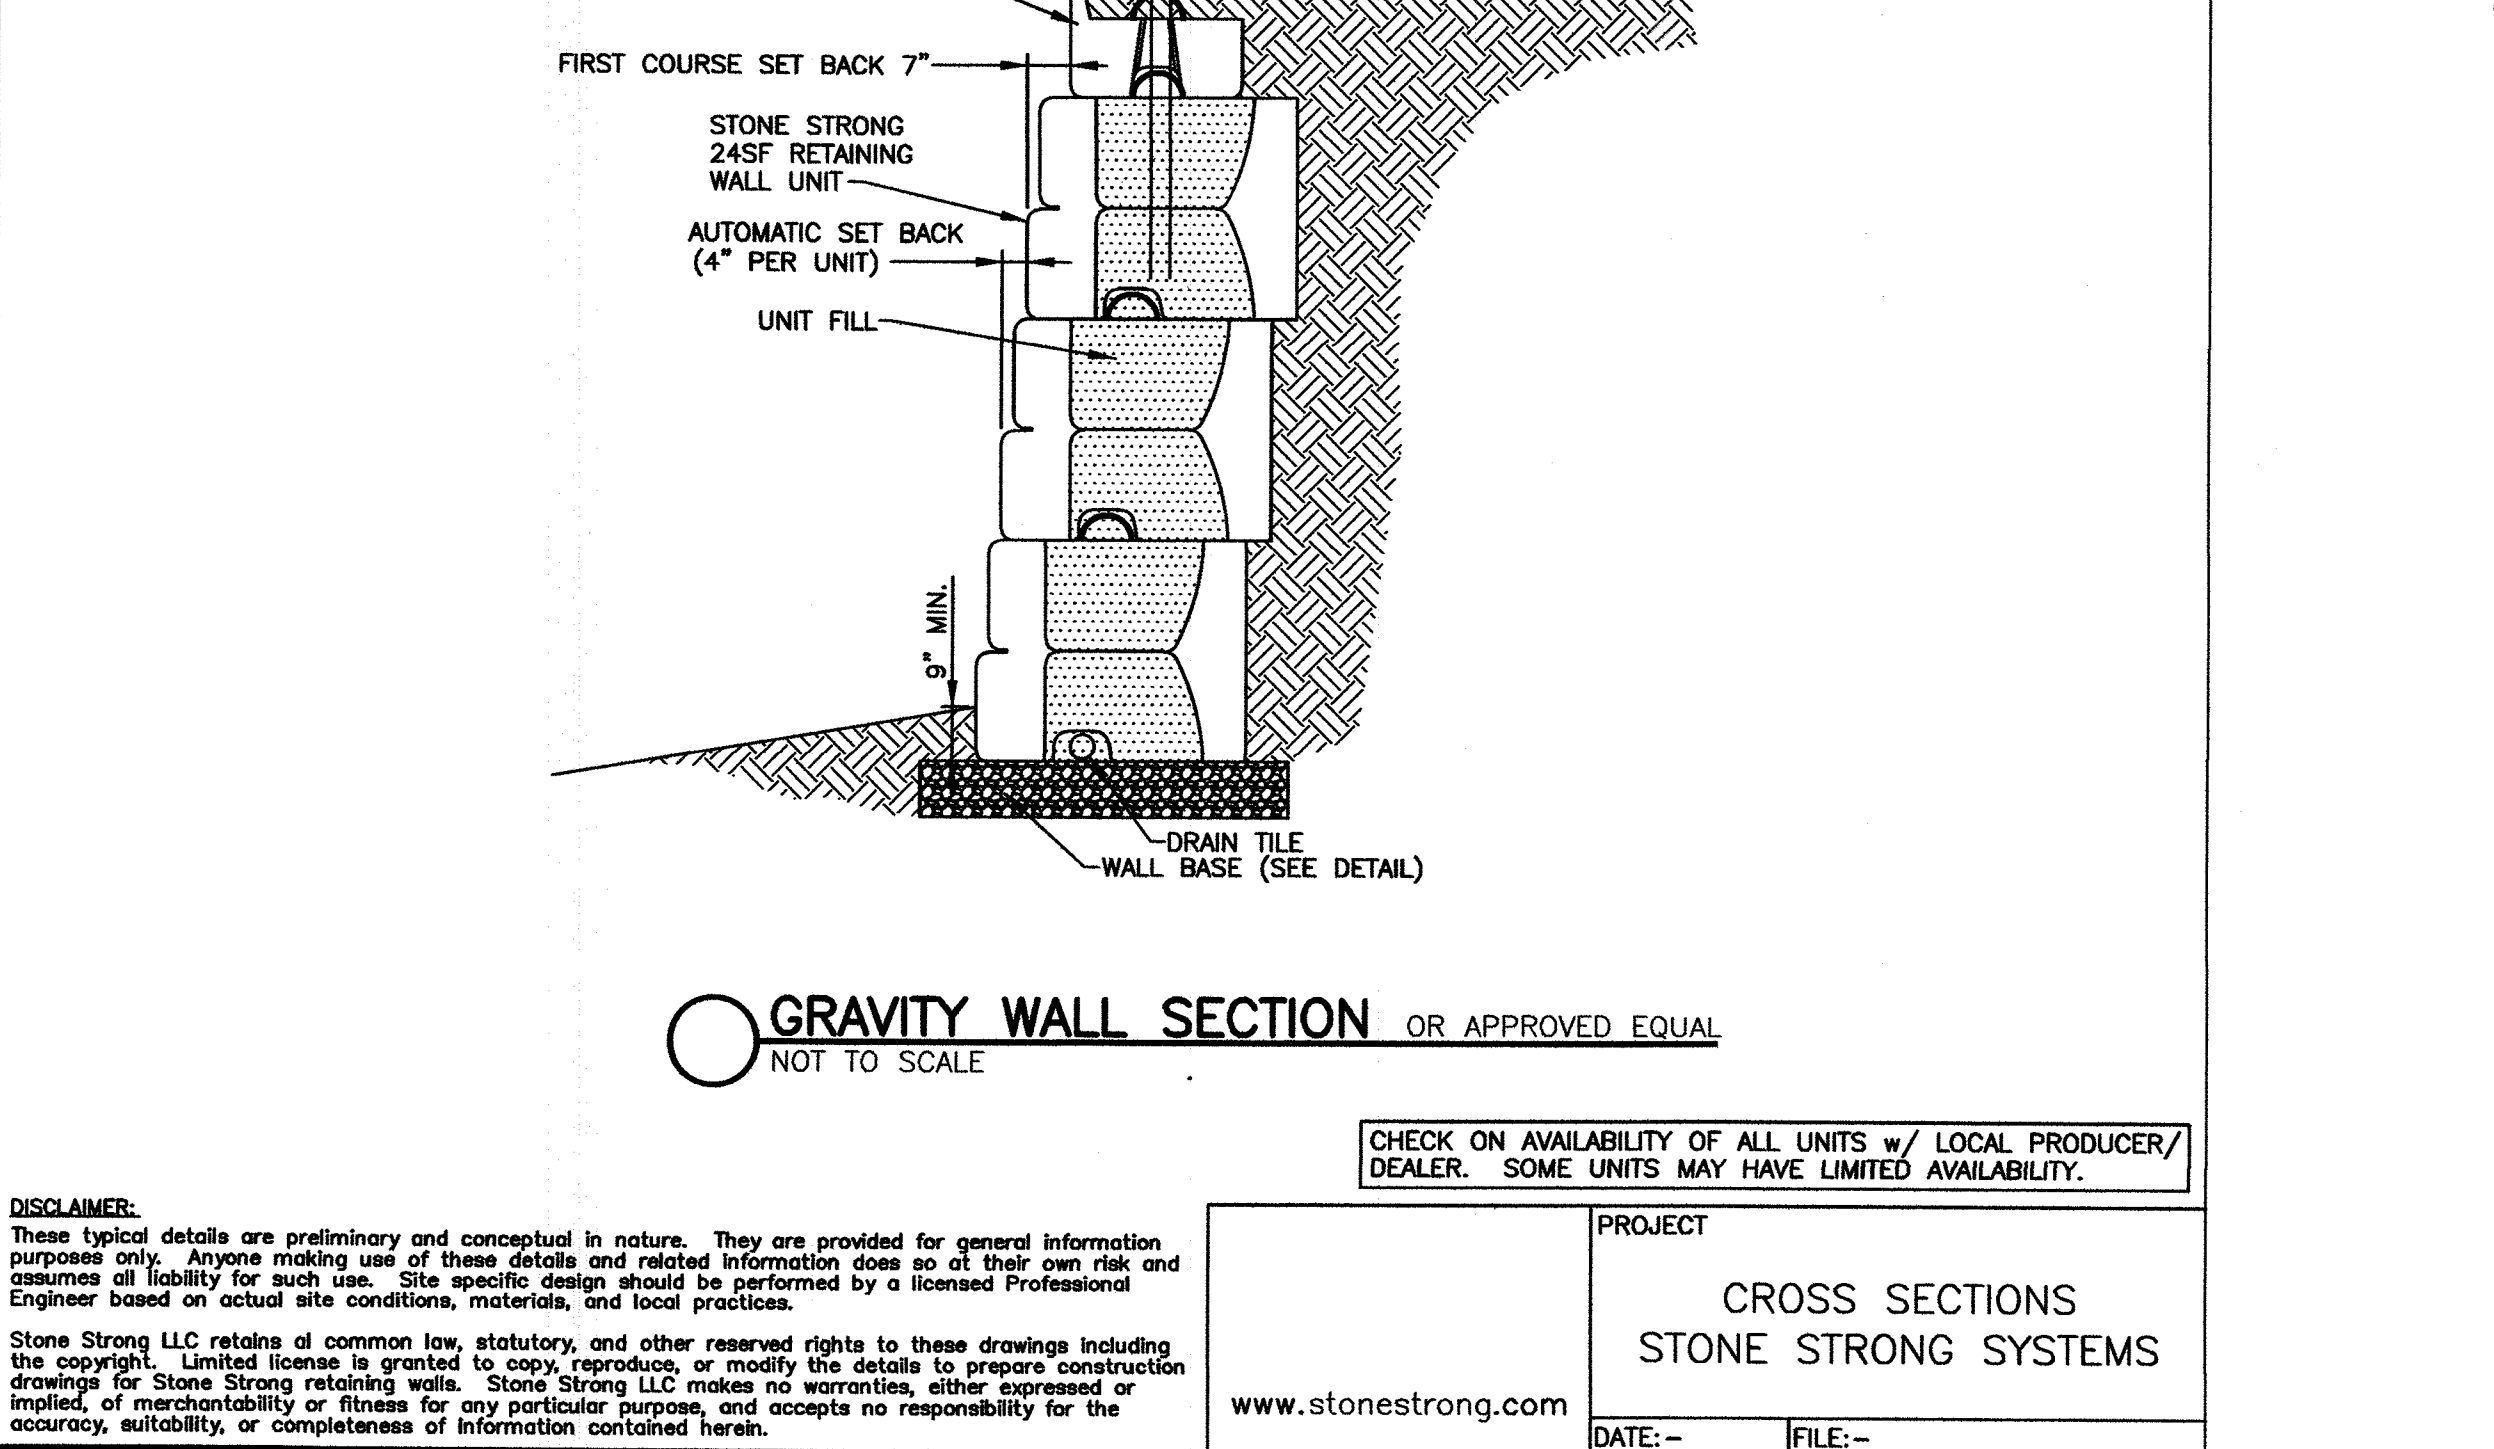 FIRST COURSE SET BACK 7"
STONE STRONG
24SF RETAINING
WALL UNIT
AUTOMATIC SET BACK
(4" PER UNIT)
UNIT FILL
9" MIN.
DRAIN TILE
WALL BASE (SEE DETAIL)
GRAVITY WALL SECTION OR APPROVED EQUAL
NOT TO SCALE
CHECK ON AVAILABILITY OF ALL UNITS w/ LOCAL PRODUCER/
DEALER. SOME UNITS MAY HAVE LIMITED AVAILABILITY.
DISCLAIMER:
These typical details are preliminary and conceptual in nature. They are provided for general information
purposes only. Anyone making use of these details and related information does so at their own risk and
assumes all liability for such use. Site specific design should be performed by a licensed Professional
Engineer based on actual site conditions, materials, and local practices.
Stone Strong LLC retains al common law, statutory, and other reserved rights to these drawings including
the copyright. Limited license is granted to copy, reproduce, or modify the details to prepare construction
drawings for Stone Strong retaining walls. Stone Strong LLC makes no warranties, either expressed or
implied, of merchantability or fitness for any particular purpose, and accepts no responsibility for the
accuracy, suitability, or completeness of information contained herein.
www.stonestrong.com
PROJECT
CROSS SECTIONS
STONE STRONG SYSTEMS
DATE: –
FILE: –